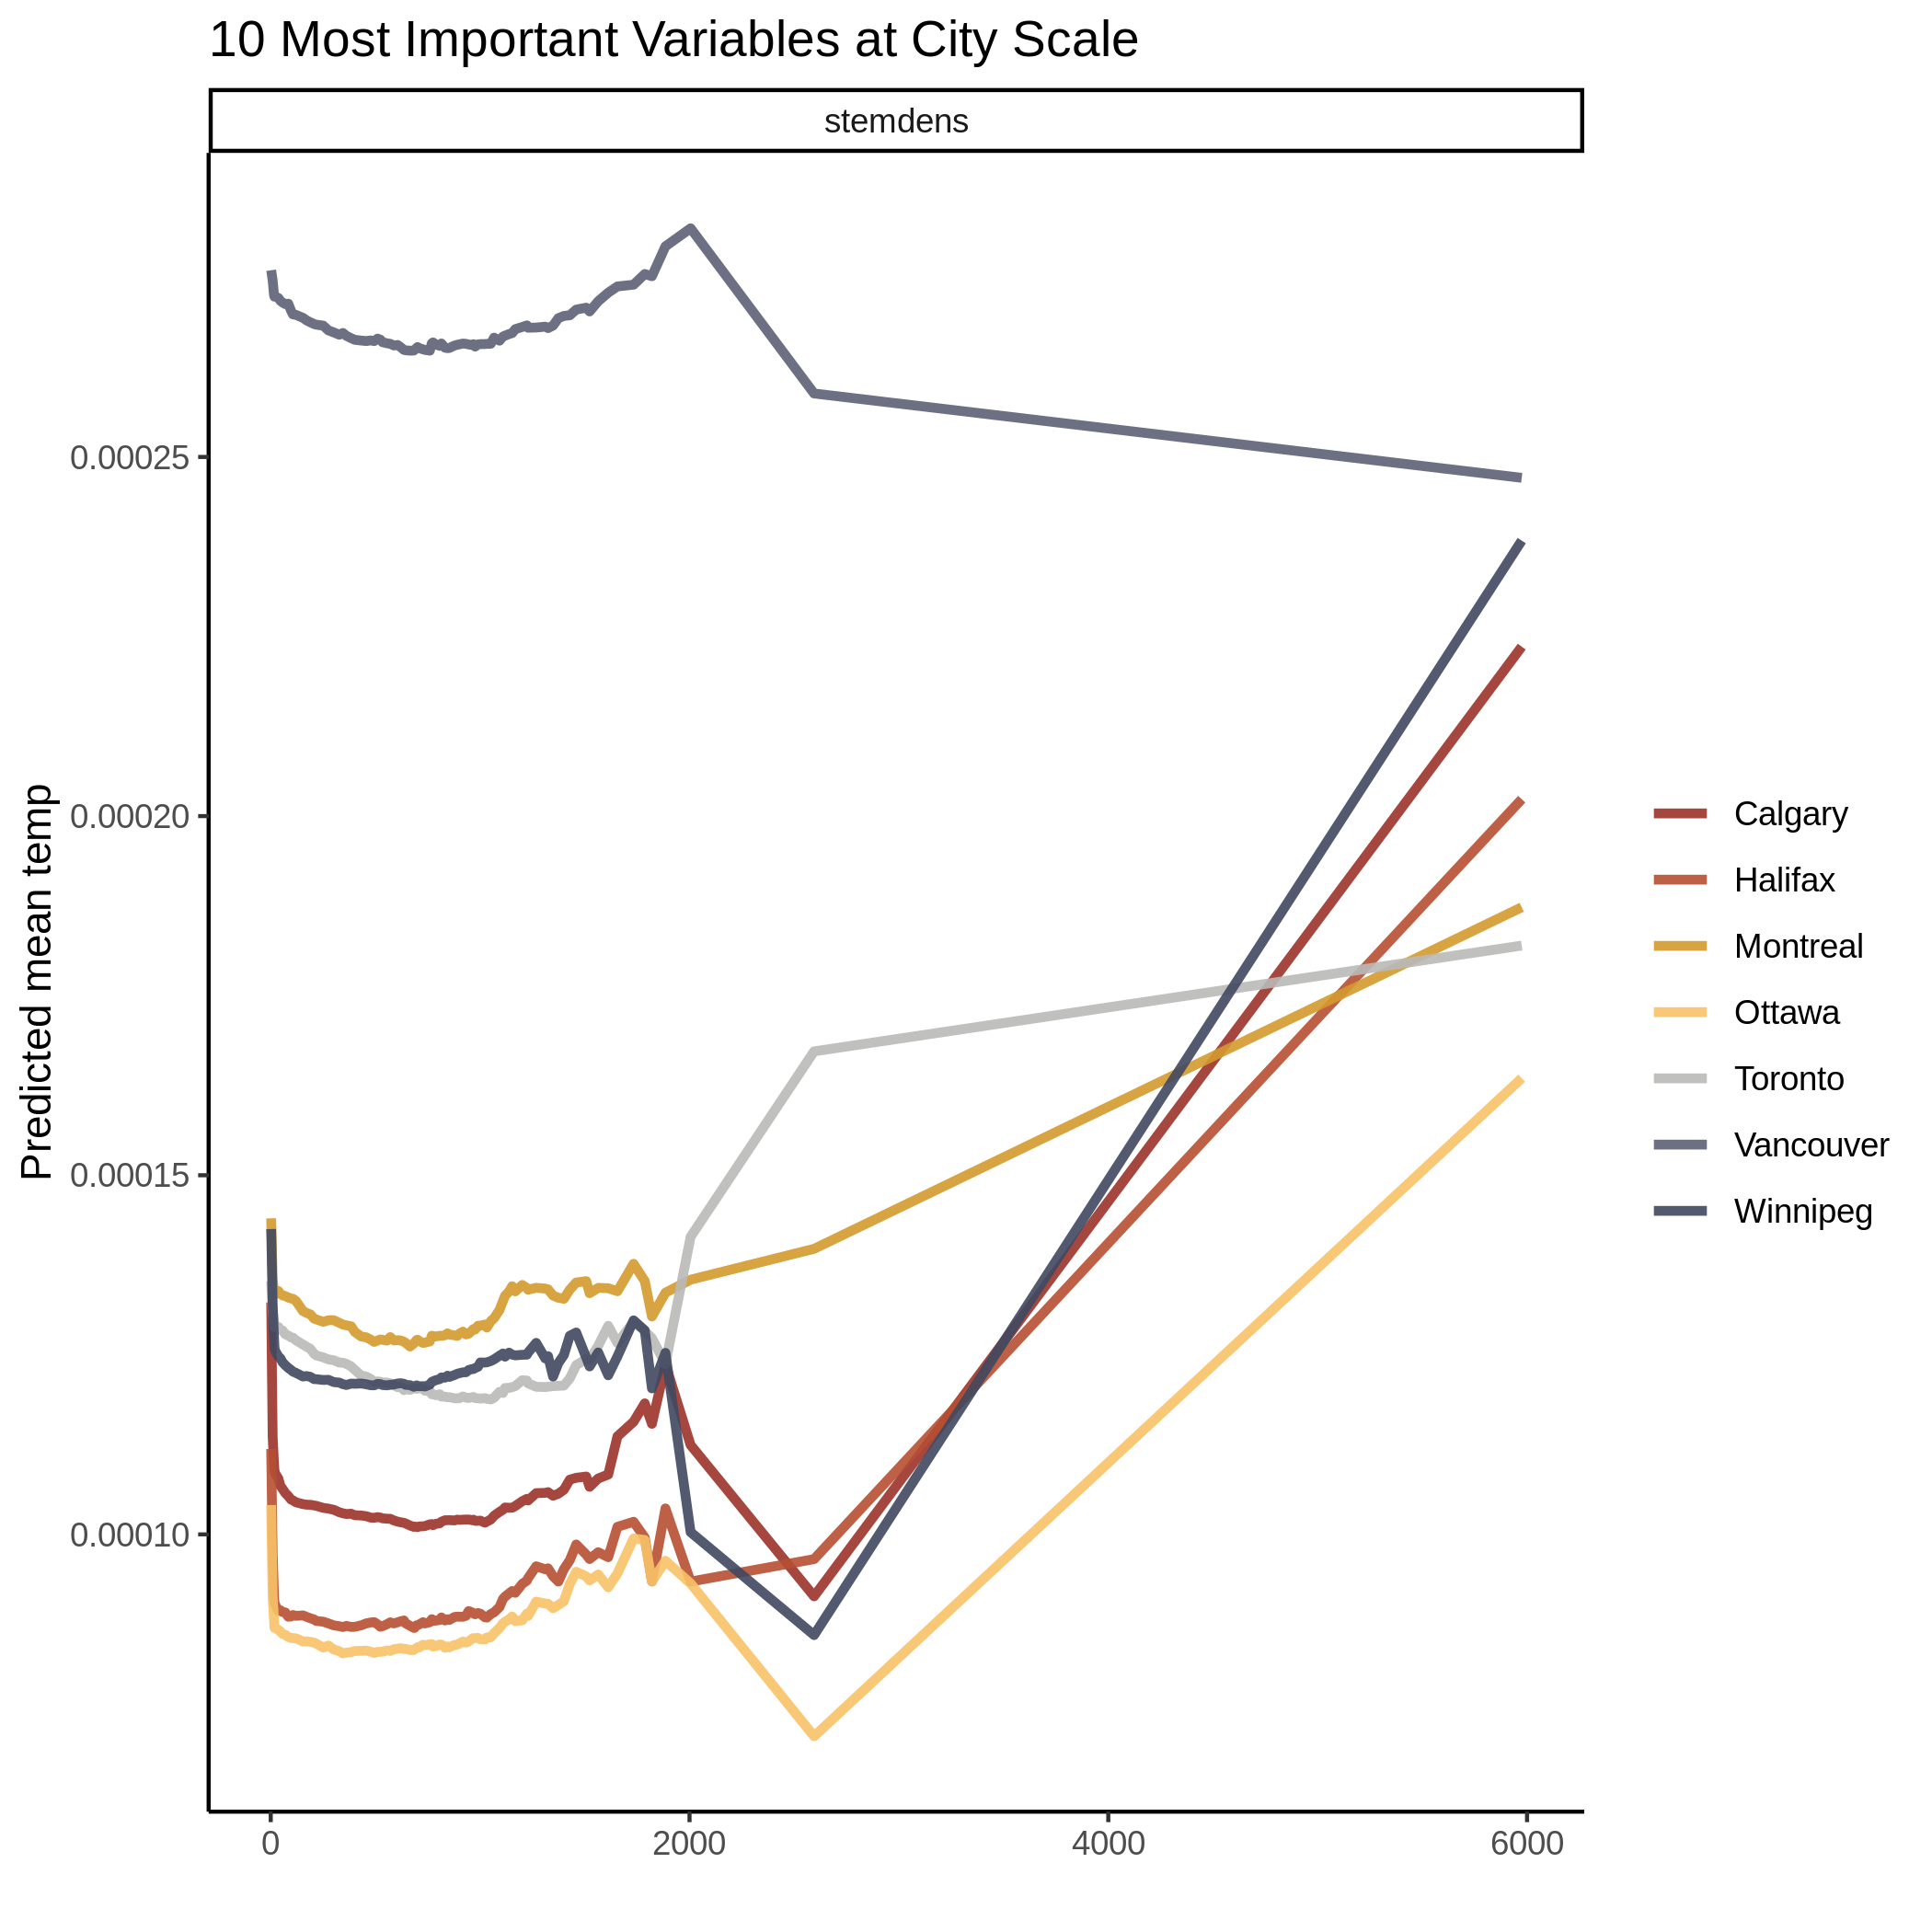 10 Most Important Variables at City Scale
stemdens
Predicted mean temp
0.00025
0.00020
0.00015
0.00010
0 2000 4000 6000
Calgary
Halifax
Montreal
Ottawa
Toronto
Vancouver
Winnipeg